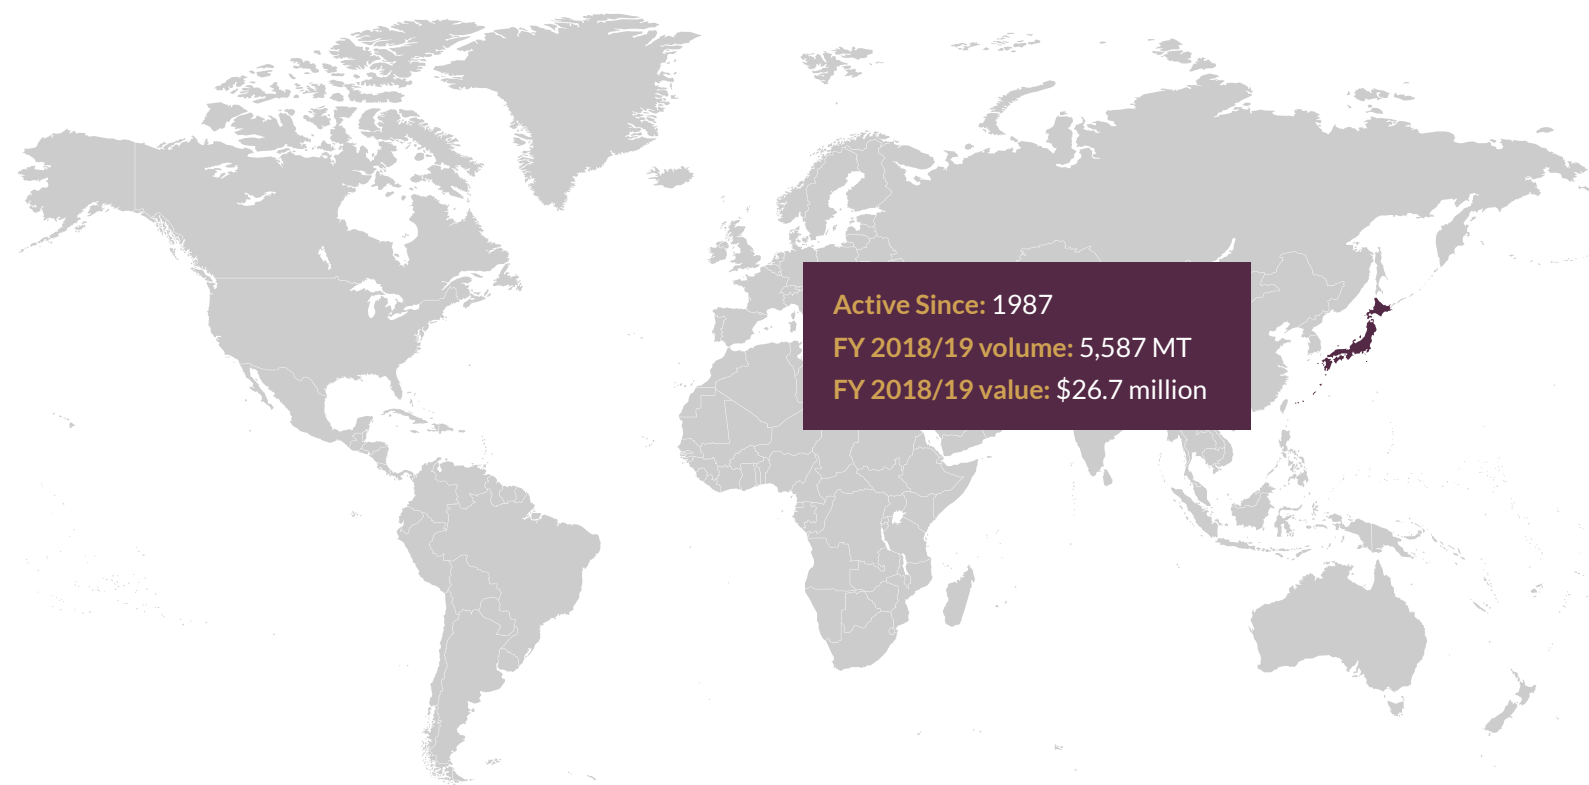 Active Since: 1987
FY 2018/19 volume: 5,587 MT
FY 2018/19 value: $26.7 million